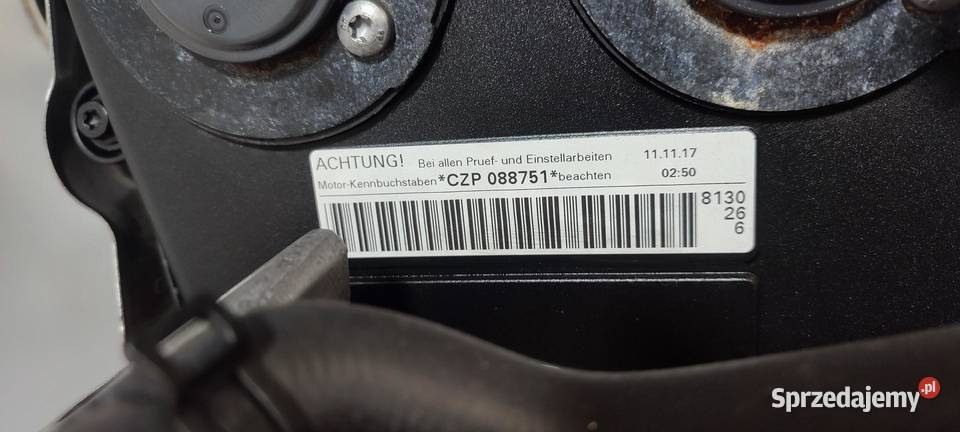 ACHTUNG! Bei allen Pruef- und Einstellarbeiten 11.11.17
Motor-Kennbuchstaben *CZP 088751* beachten 02:50
8130
26
6
Sprzedajemy.pl